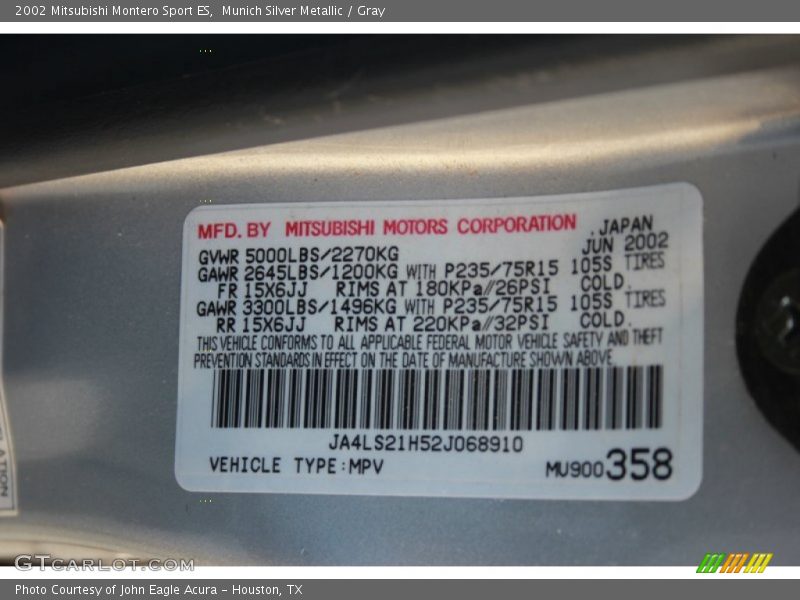 2002 Mitsubishi Montero Sport ES,  Munich Silver Metallic / Gray
MFD. BY MITSUBISHI MOTORS CORPORATION .JAPAN
GVWR 5000LBS/2270KG JUN 2002
GAWR 2645LBS/1200KG WITH P235/75R15 105S TIRES
FR 15X6JJ RIMS AT 180KPa//26PSI COLD.
GAWR 3300LBS/1496KG WITH P235/75R15 105S TIRES
RR 15X6JJ RIMS AT 220KPa//32PSI COLD.
THIS VEHICLE CONFORMS TO ALL APPLICABLE FEDERAL MOTOR VEHICLE SAFETY AND THEFT
PREVENTION STANDARDS IN EFFECT ON THE DATE OF MANUFACTURE SHOWN ABOVE.
JA4LS21H52J068910
VEHICLE TYPE:MPV MU900358
GTCARLOT.COM
Photo Courtesy of John Eagle Acura - Houston, TX